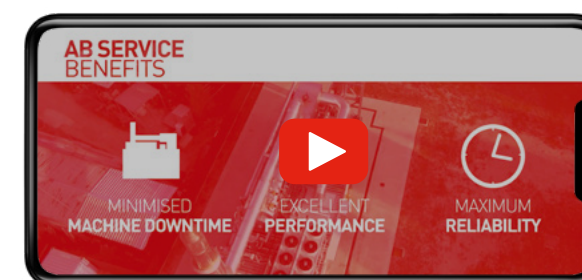 AB SERVICE
BENEFITS
MINIMISED
MACHINE DOWNTIME
EXCELLENT
PERFORMANCE
MAXIMUM
RELIABILITY